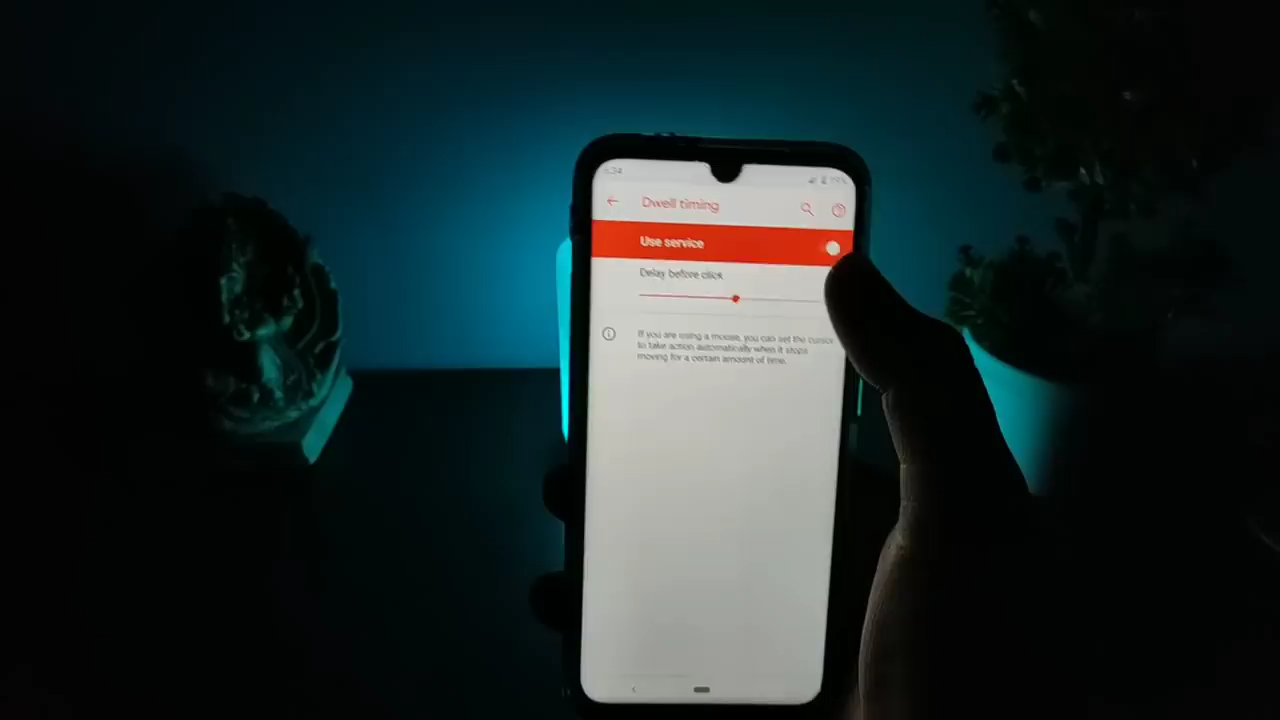 Dwell timing
Use service
Delay before click
If you are using a mouse, you can set the cursor
to take action automatically when it stops
moving for a certain amount of time.